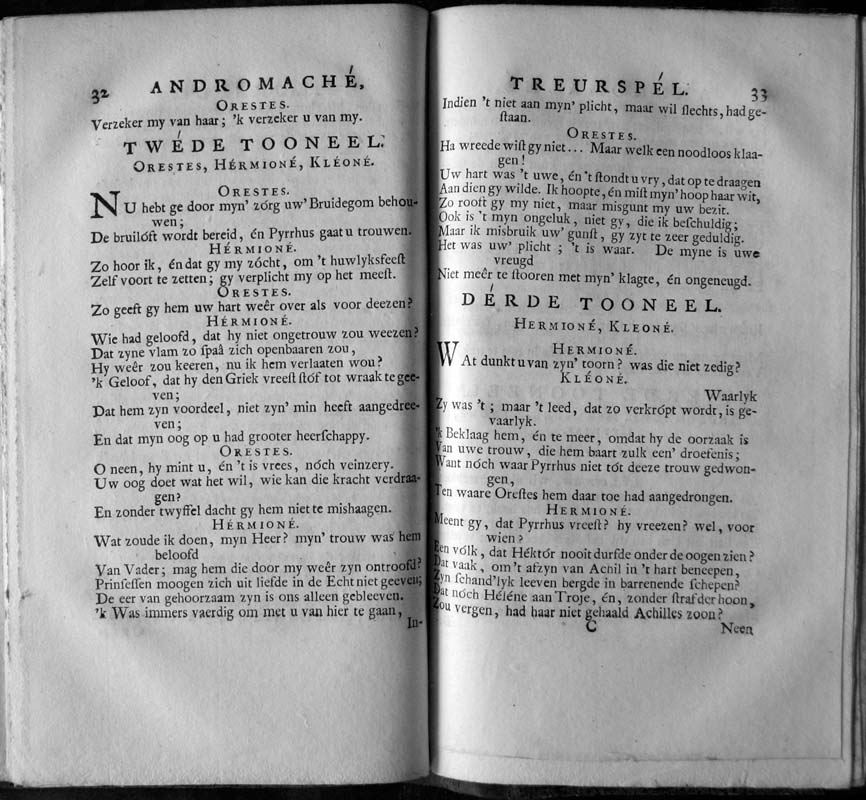 32 ANDROMACHÉ,
ORESTES.
Verzeker my van haar; 'k verzeker u van my.
TWÉDE TOONEEL.
ORESTES, HÉRMIONÉ, KLÉONÉ.
ORESTES.
NU hebt ge door myn' zórg uw' Bruidegom behou-
wen;
De bruilóft wordt bereid, én Pyrrhus gaat u trouwen.
HÉRMIONÉ.
Zo hoor ik, én dat gy my zócht, om 't huwlyksfeest
Zelf voort te zetten; gy verplicht my op het meest.
ORESTES.
Zo geeft gy hem uw hart weêr over als voor deezen?
HÉRMIONÉ.
Wie had geloofd, dat hy niet ongetrouw zou weezen?
Dat zyne vlam zo spaâ zich openbaaren zou,
Hy weêr zou keeren, nu ik hem verlaaten wou?
'k Geloof, dat hy den Griek vreest stóf tot wraak te gee-
ven;
Dat hem zyn voordeel, niet zyn' min heeft aangedree-
ven;
En dat myn oog op u had grooter heerschappy.
ORESTES.
O neen, hy mint u, én 't is vrees, nóch veinzery.
Uw oog doet wat het wil, wie kan die kracht verdraa-
gen?
En zonder twyffel dacht gy hem niet te mishaagen.
HÉRMIONÉ.
Wat zoude ik doen, myn Heer? myn' trouw was hem
beloofd
Van Vader; mag hem die door my weêr zyn ontroofd?
Prinsessen moogen zich uit liefde in de Echt niet geeven;
De eer van gehoorzaam zyn is ons alleen gebleeven.
'k Was immers vaerdig om met u van hier te gaan,
In-
TREURSPÉL. 33
Indien 't niet aan myn' plicht, maar wil slechts, had ge-
staan.
ORESTES.
Ha wreede wist gy niet... Maar welk een noodloos klaa-
gen!
Uw hart was 't uwe, én 't stondt u vry, dat op te draagen
Aan dien gy wilde. Ik hoopte, én mist myn' hoop haar wit,
Zo rooft gy my niet, maar misgunt my uw bezit.
Ook is 't myn ongeluk, niet gy, die ik beschuldig;
Maar ik misbruik uw' gunst, gy zyt te zeer geduldig.
Het was uw' plicht; 't is waar. De myne is uwe
vreugd
Niet meêr te stooren met myn' klagte, én ongeneugd.
DÉRDE TOONEEL.
HERMIONÉ, KLEONÉ.
HERMIONÉ.
WAt dunkt u van zyn' toorn? was die niet zedig?
KLÉONÉ.
Waarlyk
Zy was 't; maar 't leed, dat zo verkrópt wordt, is ge-
vaarlyk.
'k Beklaag hem, én te meer, omdat hy de oorzaak is
Van uwe trouw, die hem baart zulk een' droefenis;
Want nóch waar Pyrrhus niet tót deeze trouw gedwon-
gen,
Ten waare Orestes hem daar toe had aangedrongen.
HERMIONÉ.
Meent gy, dat Pyrrhus vreest? hy vreezen? wel, voor
wien?
Een vólk, dat Héktór nooit durfde onder de oogen zien?
Dat vaak, om 't afzyn van Achil in 't hart beneepen,
Zyn schand'lyk leeven bergde in barrenende schepen?
Dat nóch Héléne aan Troje, én, zonder straf der hoon,
Zou vergen, had haar niet gehaald Achilles zoon?
C Neen